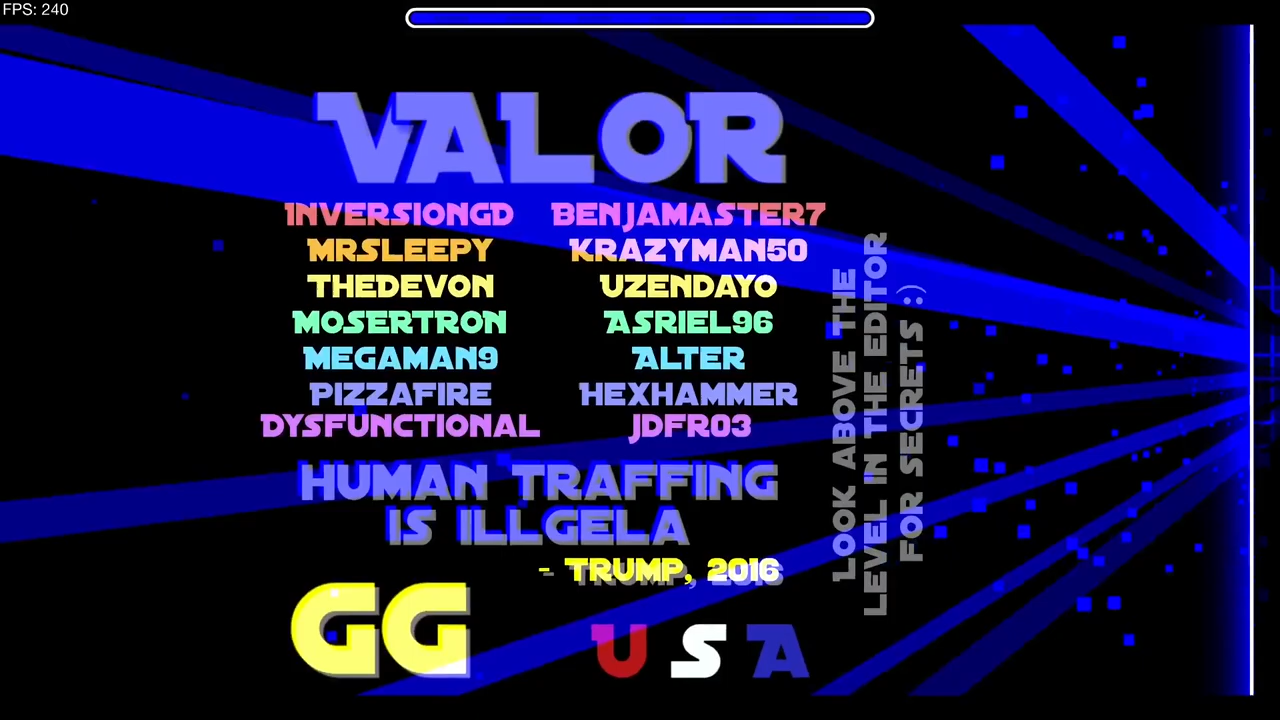 FPS: 240
VALOR
INVERSIONGD BENJAMASTER7
MRSLEEPY KRAZYMAN50
THEDEVON UZENDAYO
MOSERTRON ASRIEL96
MEGAMAN9 ALTER
PIZZAFIRE HEXHAMMER
DYSFUNCTIONAL JDFR03
HUMAN TRAFFING
IS ILLGELA
- TRUMP, 2016
GG
USA
LOOK ABOVE THE
LEVEL IN THE EDITOR
FOR SECRETS :)